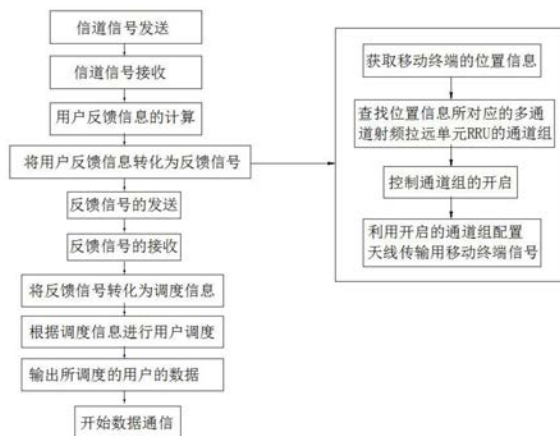 信道信号发送
信道信号接收
用户反馈信息的计算
将用户反馈信息转化为反馈信号
反馈信号的发送
反馈信号的接收
将反馈信号转化为调度信息
根据调度信息进行用户调度
输出所调度的用户的数据
开始数据通信
获取移动终端的位置信息
查找位置信息所对应的多通
道射频拉远单元RRU的通道组
控制通道组的开启
利用开启的通道组配置
天线传输用移动终端信号